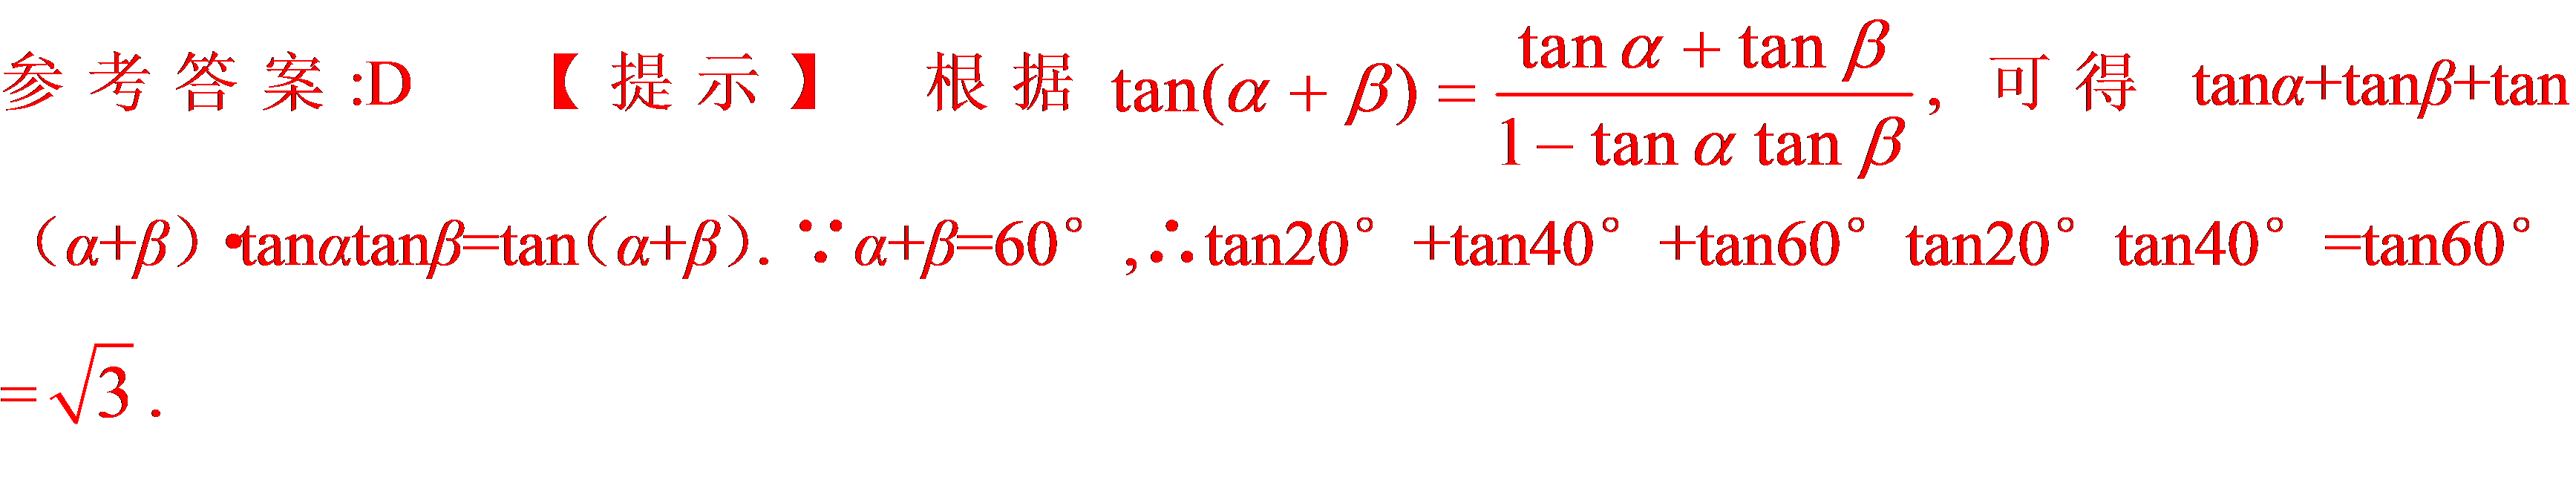 参考答案:D 【提示】 根据 tan(α + β) = \frac{tan α + tan β}{1 − tan α tan β}, 可得 tanα+tanβ+tan
（α+β）•tanαtanβ=tan（α+β）. ∵α+β=60°,∴tan20° +tan40° +tan60° tan20° tan40° =tan60°
=√3.